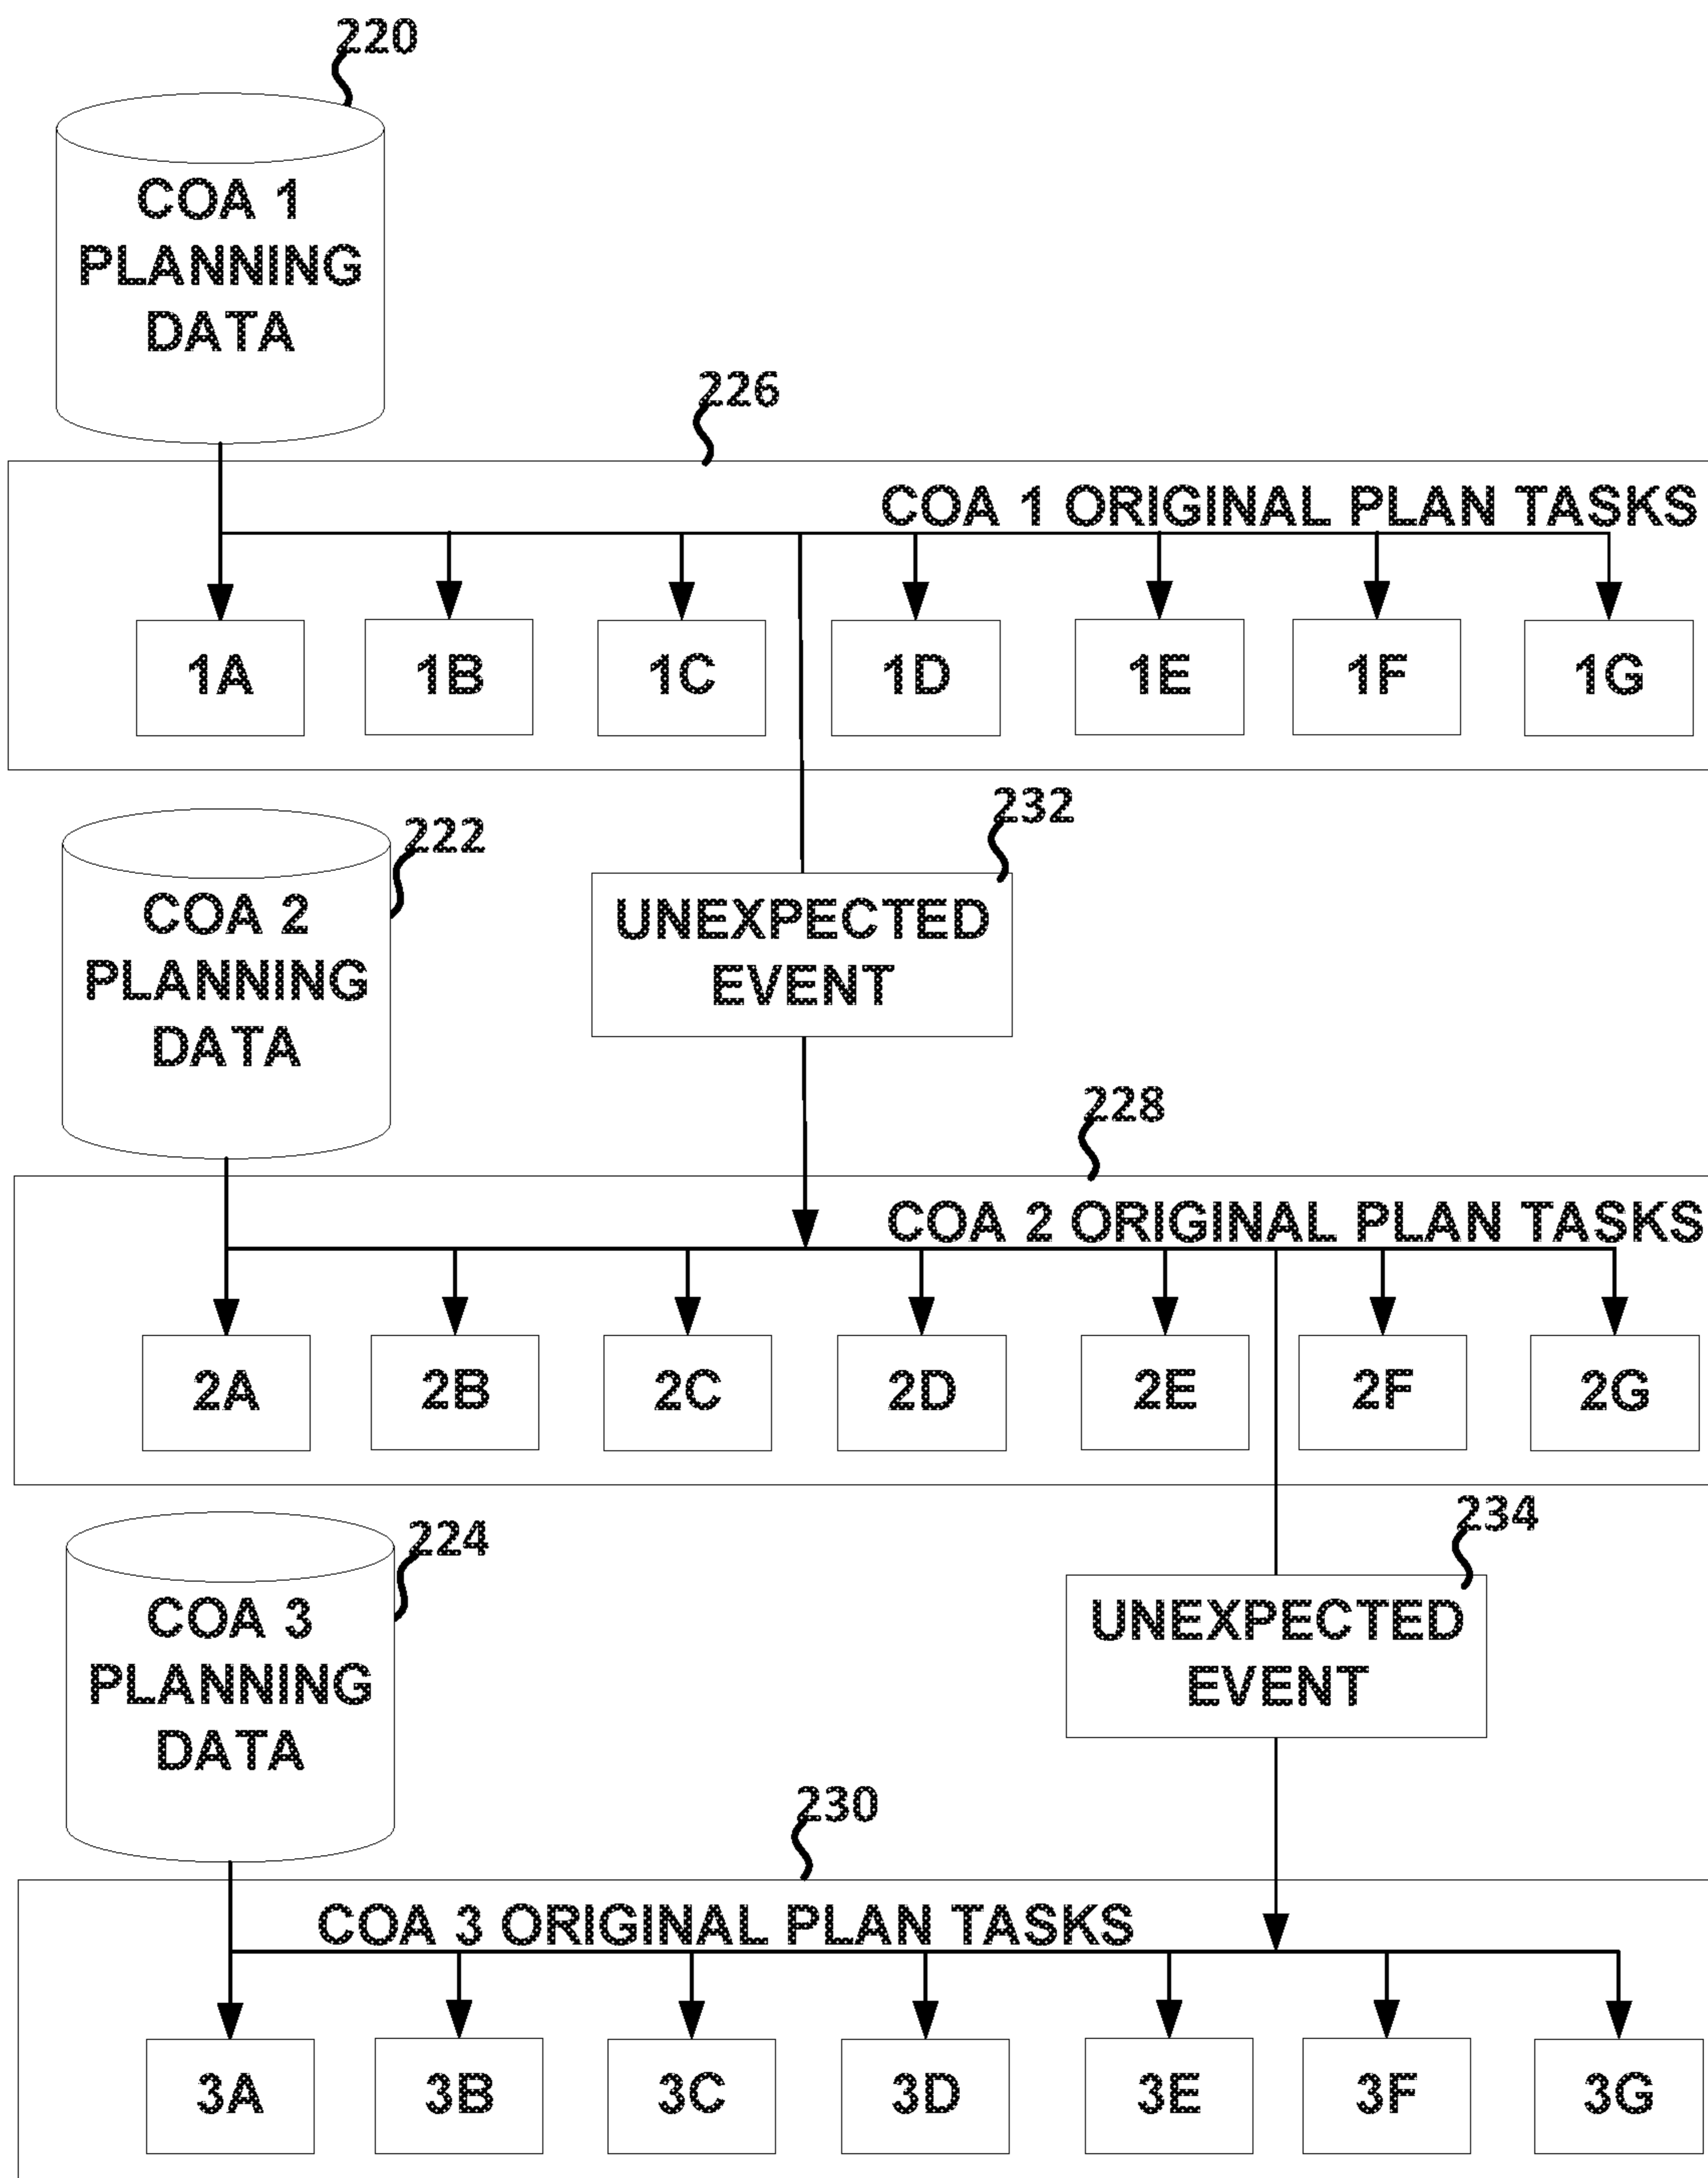 220
COA 1
PLANNING
DATA
226
COA 1 ORIGINAL PLAN TASKS
1A
1B
1C
1D
1E
1F
1G
222
COA 2
PLANNING
DATA
232
UNEXPECTED
EVENT
228
COA 2 ORIGINAL PLAN TASKS
2A
2B
2C
2D
2E
2F
2G
224
COA 3
PLANNING
DATA
234
UNEXPECTED
EVENT
230
COA 3 ORIGINAL PLAN TASKS
3A
3B
3C
3D
3E
3F
3G